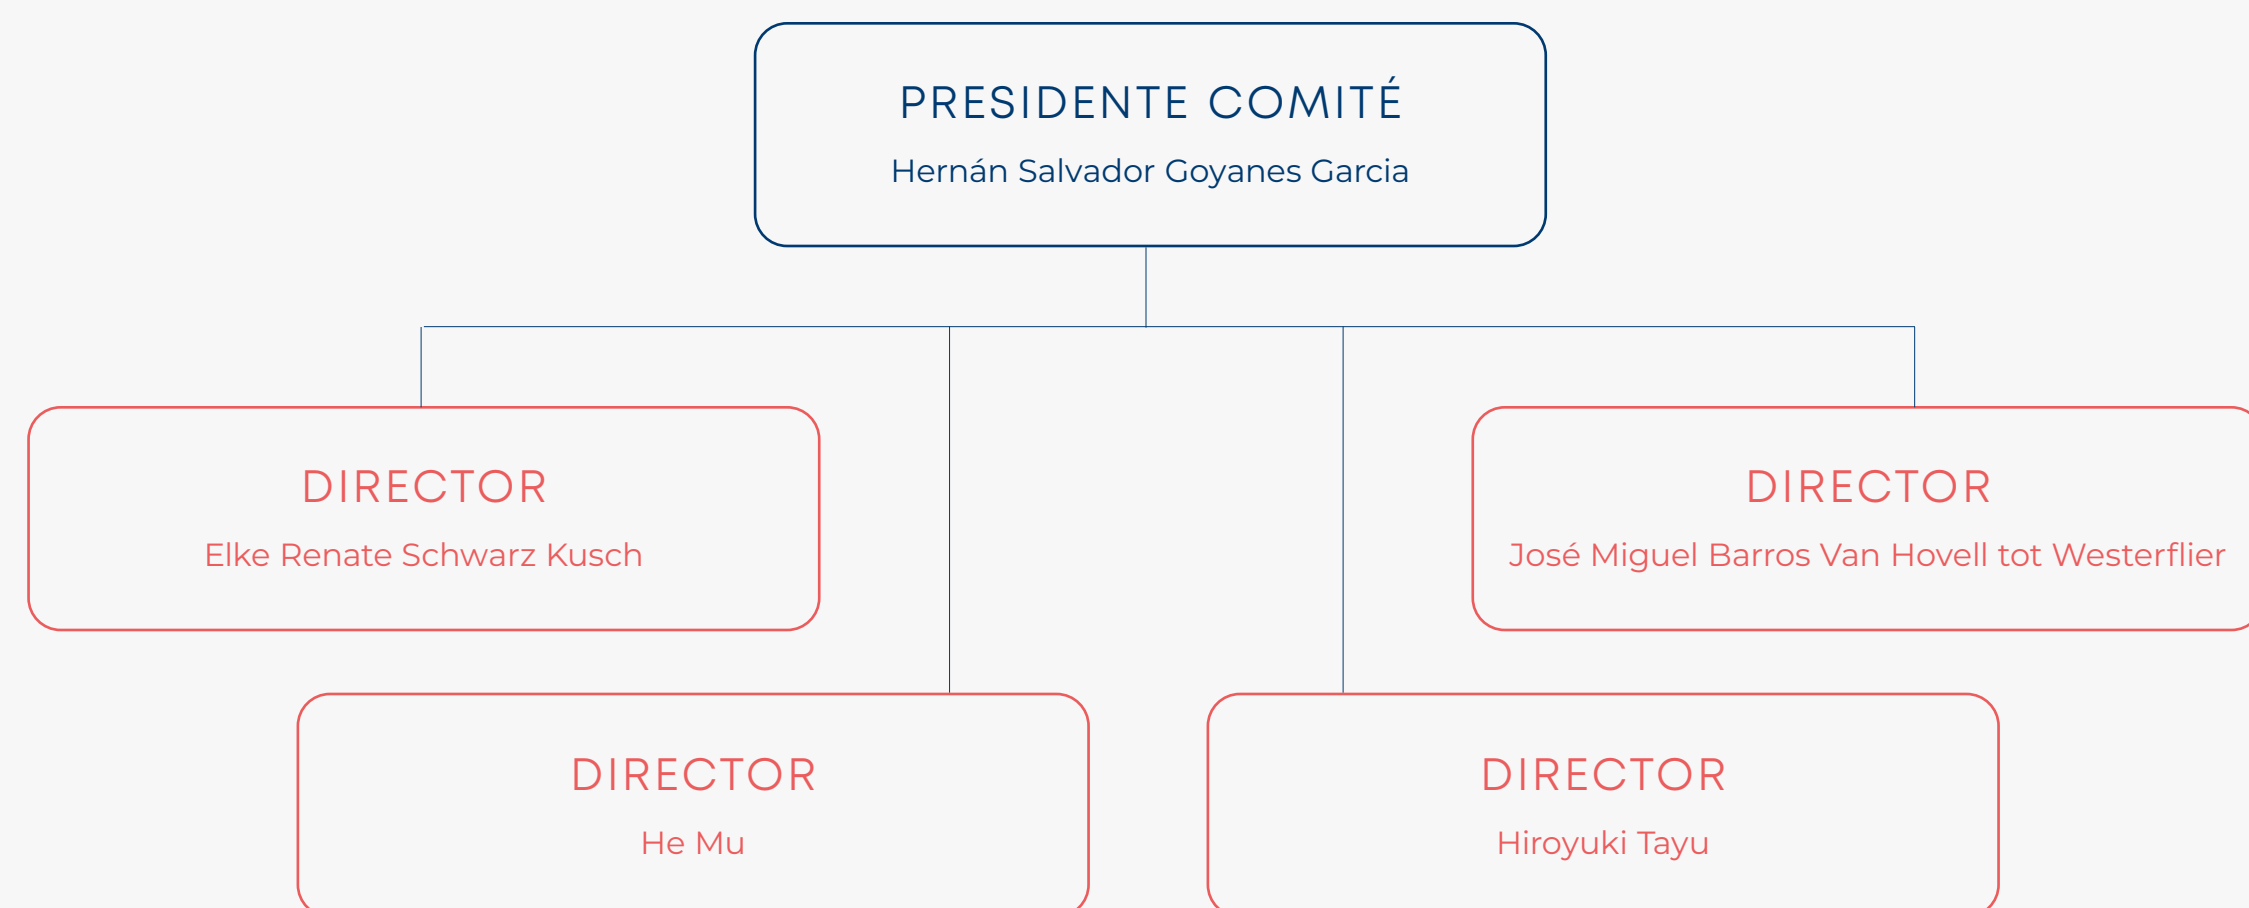 PRESIDENTE COMITÉ
Hernán Salvador Goyanes Garcia
DIRECTOR
Elke Renate Schwarz Kusch
DIRECTOR
José Miguel Barros Van Hovell tot Westerflier
DIRECTOR
He Mu
DIRECTOR
Hiroyuki Tayu